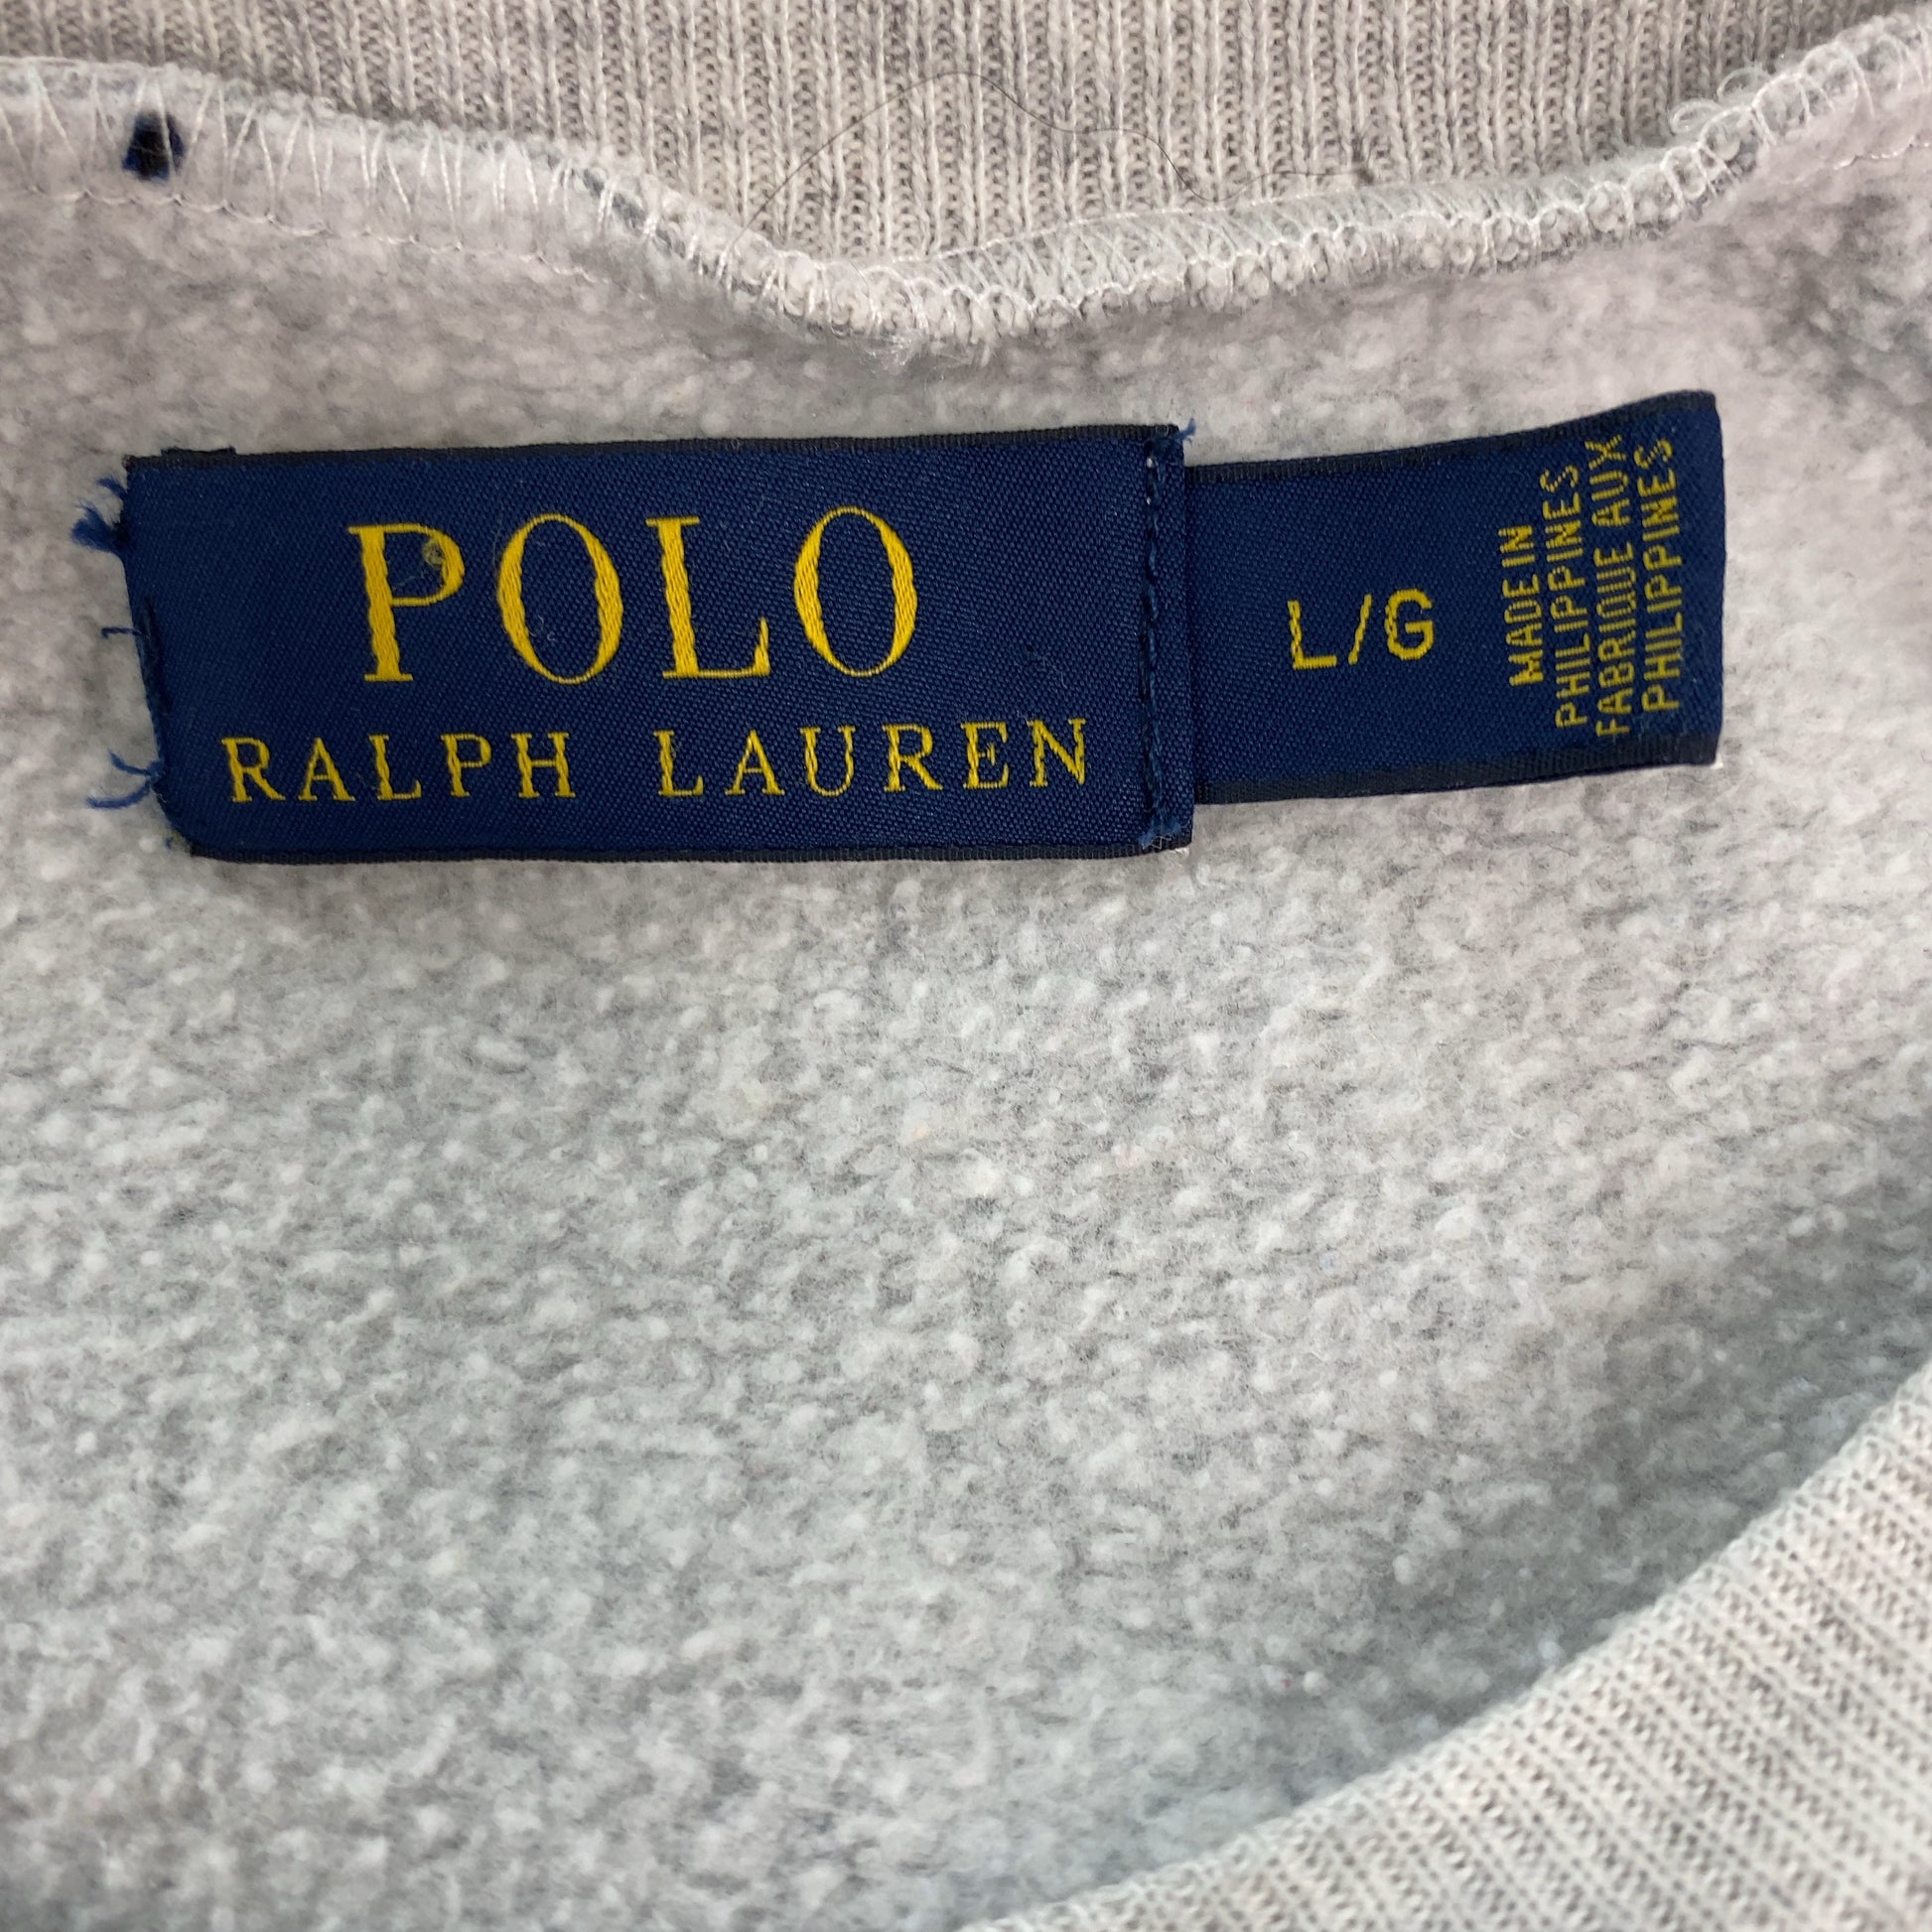 POLO
RALPH LAUREN
L/G
MADE IN
PHILIPPINES
FABRIQUE AUX
PHILIPPINES